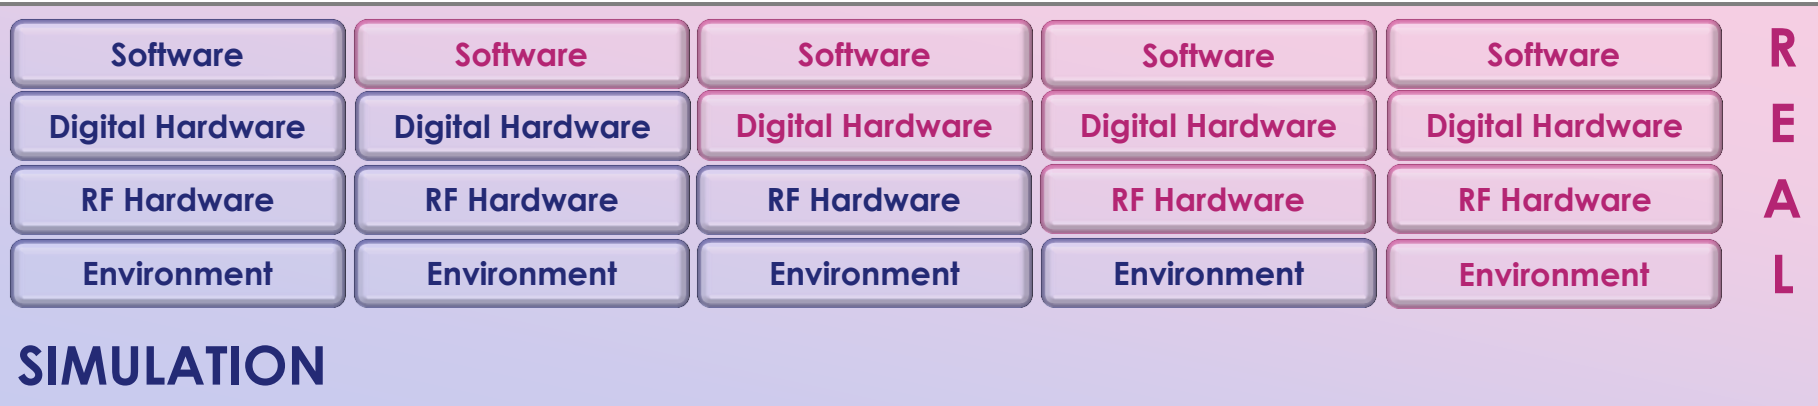 Software Software Software Software Software R
Digital Hardware Digital Hardware Digital Hardware Digital Hardware Digital Hardware E
RF Hardware RF Hardware RF Hardware RF Hardware RF Hardware A
Environment Environment Environment Environment Environment L
SIMULATION